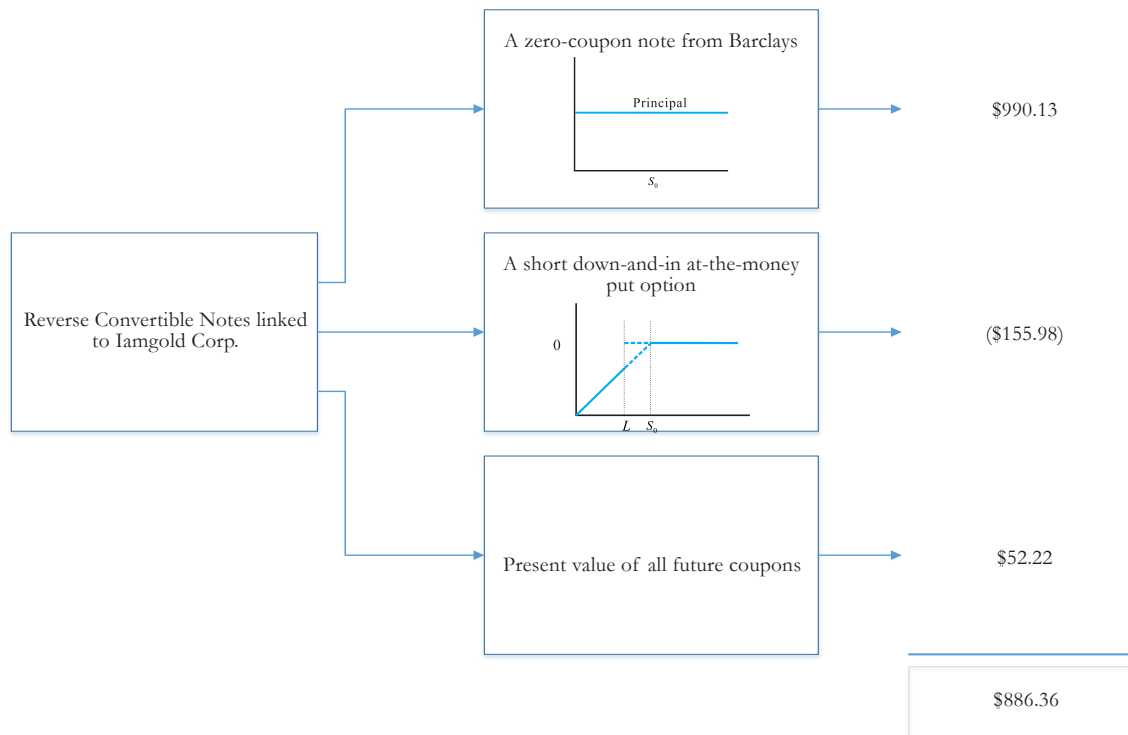 A zero-coupon note from Barclays
Principal
S₀
$990.13
Reverse Convertible Notes linked
to Iamgold Corp.
A short down-and-in at-the-money
put option
0
L S₀
($155.98)
Present value of all future coupons
$52.22
$886.36